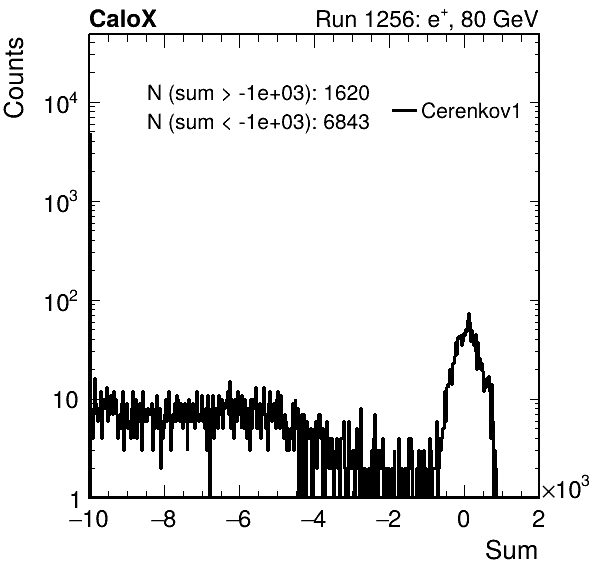 CaloX
Run 1256: e⁺, 80 GeV
Counts
N (sum > -1e+03): 1620
N (sum < -1e+03): 6843
Cerenkov1
10⁴
10³
10²
10
1
−10 −8 −6 −4 −2 0 2
×10³
Sum